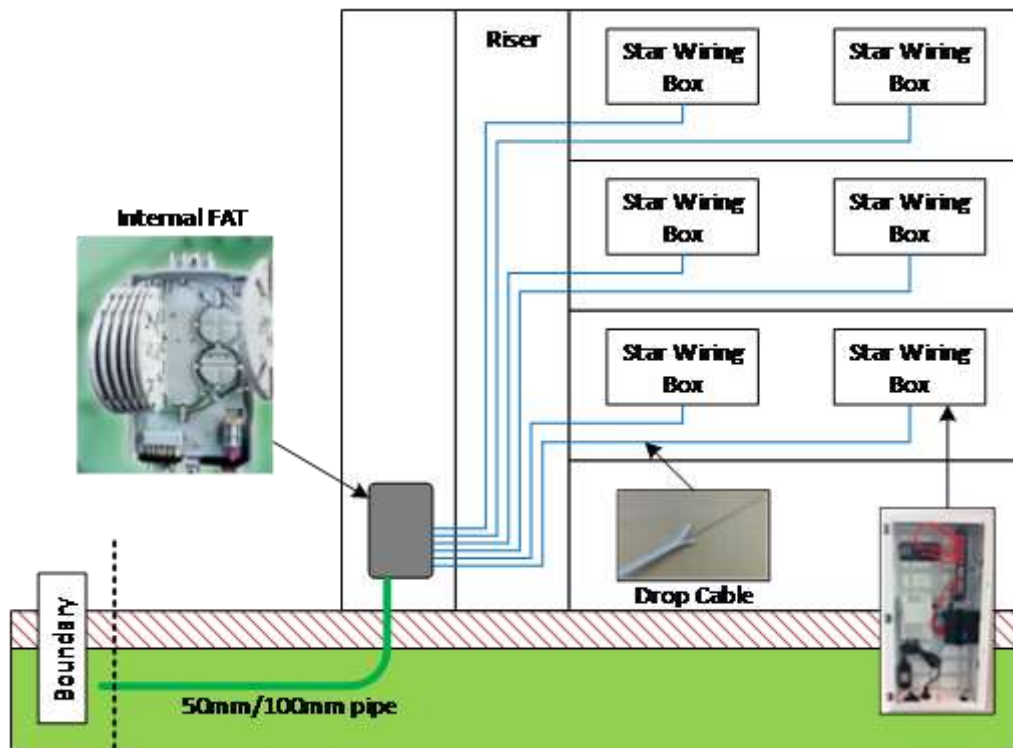 Riser
Star Wiring
Box
Star Wiring
Box
Internal FAT
Star Wiring
Box
Star Wiring
Box
Star Wiring
Box
Star Wiring
Box
Drop Cable
Boundary
50mm/100mm pipe